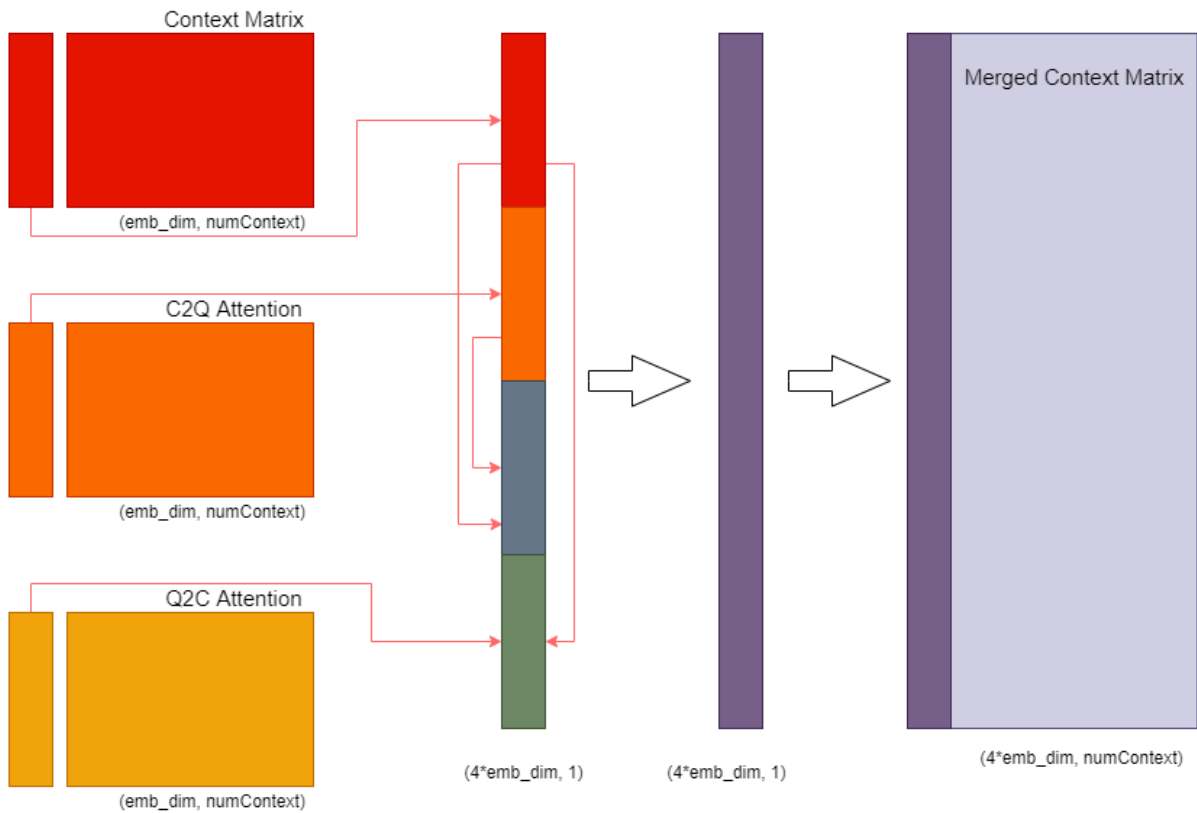 Context Matrix
(emb_dim, numContext)
C2Q Attention
(emb_dim, numContext)
Q2C Attention
(emb_dim, numContext)
(4*emb_dim, 1)
(4*emb_dim, 1)
Merged Context Matrix
(4*emb_dim, numContext)